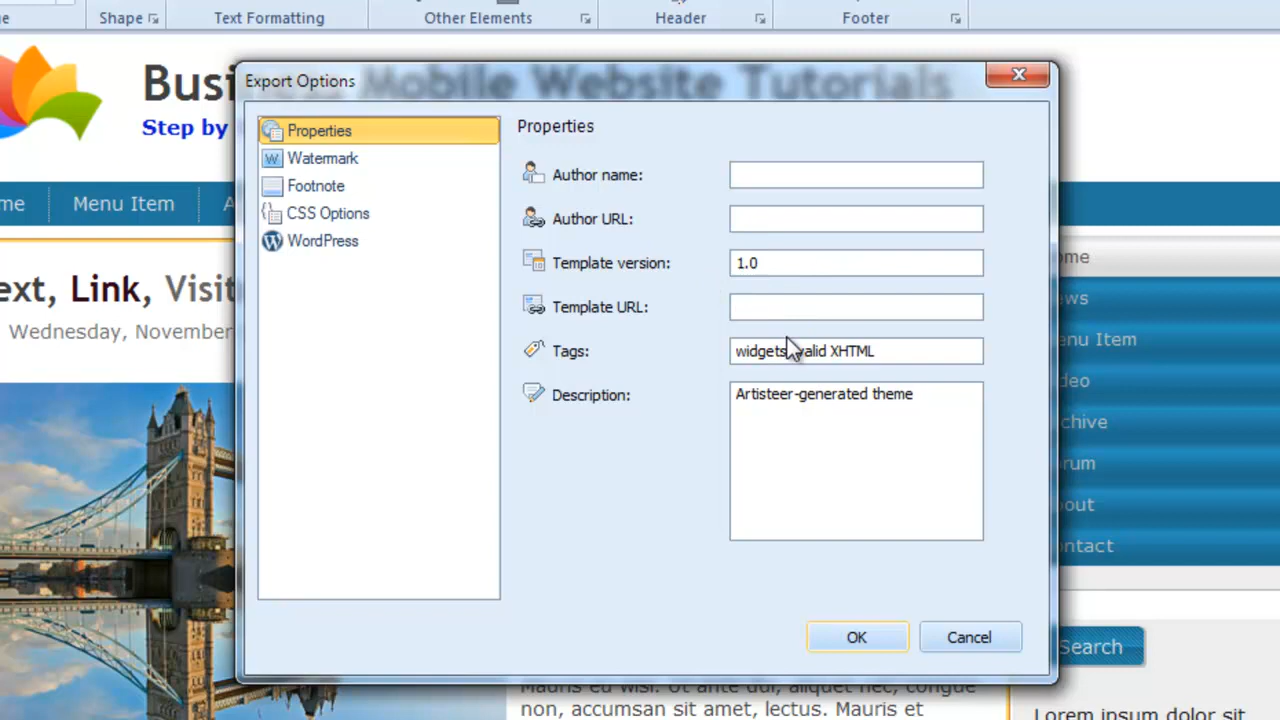 Shape
Text Formatting
Other Elements
Header
Footer
Export Options
Business Mobile Website Tutorials
Step by
me
Menu Item
A
ext, Link, Visit
Wednesday, November
Properties
Watermark
Footnote
CSS Options
WordPress
Properties
Author name:
Author URL:
Template version:
1.0
Template URL:
Tags:
widgets, valid XHTML
Description:
Artisteer-generated theme
OK
Cancel
ome
ws
enu Item
deo
chive
rum
out
ontact
Search
Mauris eu wisi. Ut ante dui, aliquet nec, congue
non, accumsan sit amet, lectus. Mauris et
Lorem ipsum dolor sit